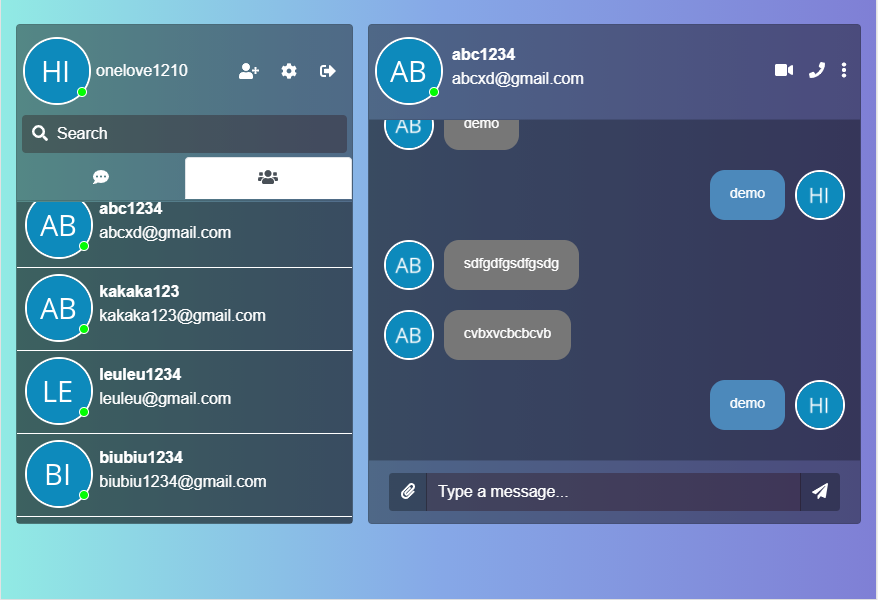 HI
onelove1210
Search
AB
abc1234
abcxd@gmail.com
AB
kakaka123
kakaka123@gmail.com
LE
leuleu1234
leuleu@gmail.com
BI
biubiu1234
biubiu1234@gmail.com
AB
abc1234
abcxd@gmail.com
AB
demo
demo
HI
AB
sdfgdfgsdfgsdg
AB
cvbxvcbcbcvb
demo
HI
Type a message...